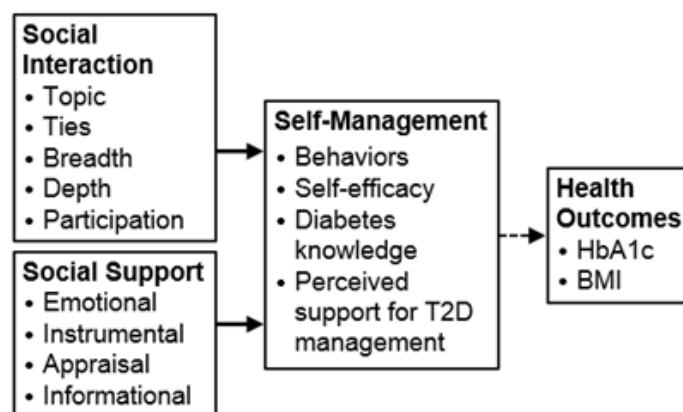 Social
Interaction
• Topic
• Ties
• Breadth
• Depth
• Participation
Social Support
• Emotional
• Instrumental
• Appraisal
• Informational
Self-Management
• Behaviors
• Self-efficacy
• Diabetes
knowledge
• Perceived
support for T2D
management
Health
Outcomes
• HbA1c
• BMI